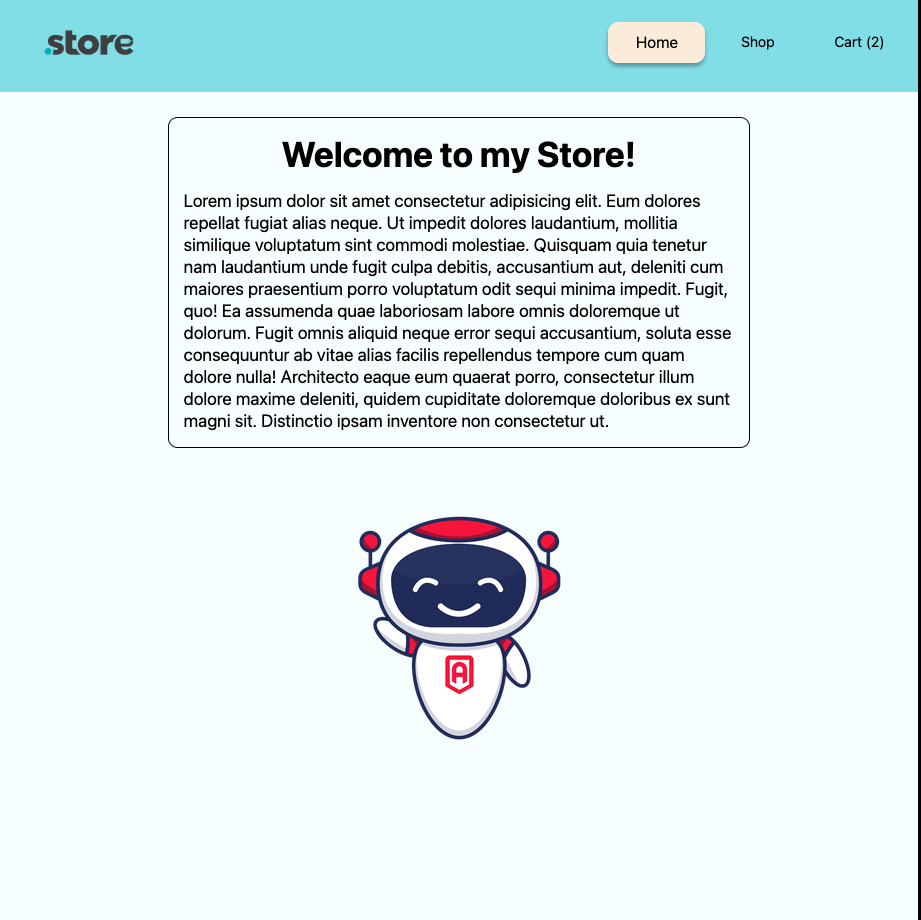 .store
Home
Shop
Cart (2)
Welcome to my Store!
Lorem ipsum dolor sit amet consectetur adipisicing elit. Eum dolores
repellat fugiat alias neque. Ut impedit dolores laudantium, mollitia
similique voluptatum sint commodi molestiae. Quisquam quia tenetur
nam laudantium unde fugit culpa debitis, accusantium aut, deleniti cum
maiores praesentium porro voluptatum odit sequi minima impedit. Fugit,
quo! Ea assumenda quae laboriosam labore omnis doloremque ut
dolorum. Fugit omnis aliquid neque error sequi accusantium, soluta esse
consequuntur ab vitae alias facilis repellendus tempore cum quam
dolore nulla! Architecto eaque eum quaerat porro, consectetur illum
dolore maxime deleniti, quidem cupiditate doloremque doloribus ex sunt
magni sit. Distinctio ipsam inventore non consectetur ut.
A